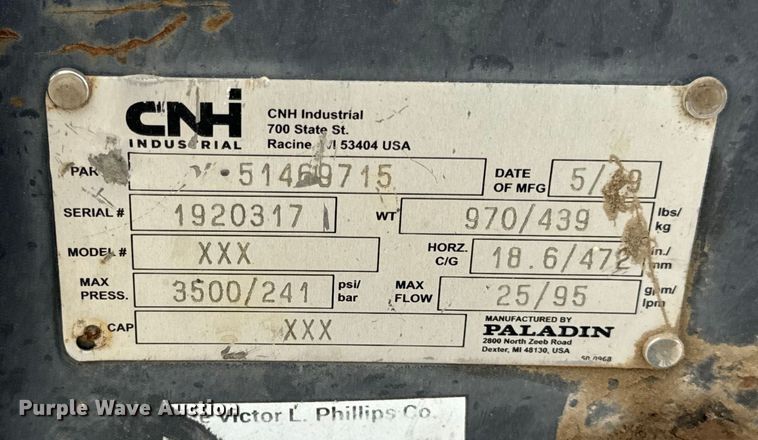 CNH
INDUSTRIAL
CNH Industrial
700 State St.
Racine, WI 53404 USA
PART
51469715
DATE OF MFG
SERIAL # 1920317
WT 970/439 lbs/ kg
MODEL # XXX
HORZ. C/G 18.6/472 in./ mm
MAX PRESS. 3500/241 psi/ bar
MAX FLOW 25/95 gpm/ lpm
CAP XXX
MANUFACTURED BY
PALADIN
2800 North Zeeb Road
Dexter, MI 48130, USA
50-0968
Victor L. Phillips Co.
Purple Wave Auction